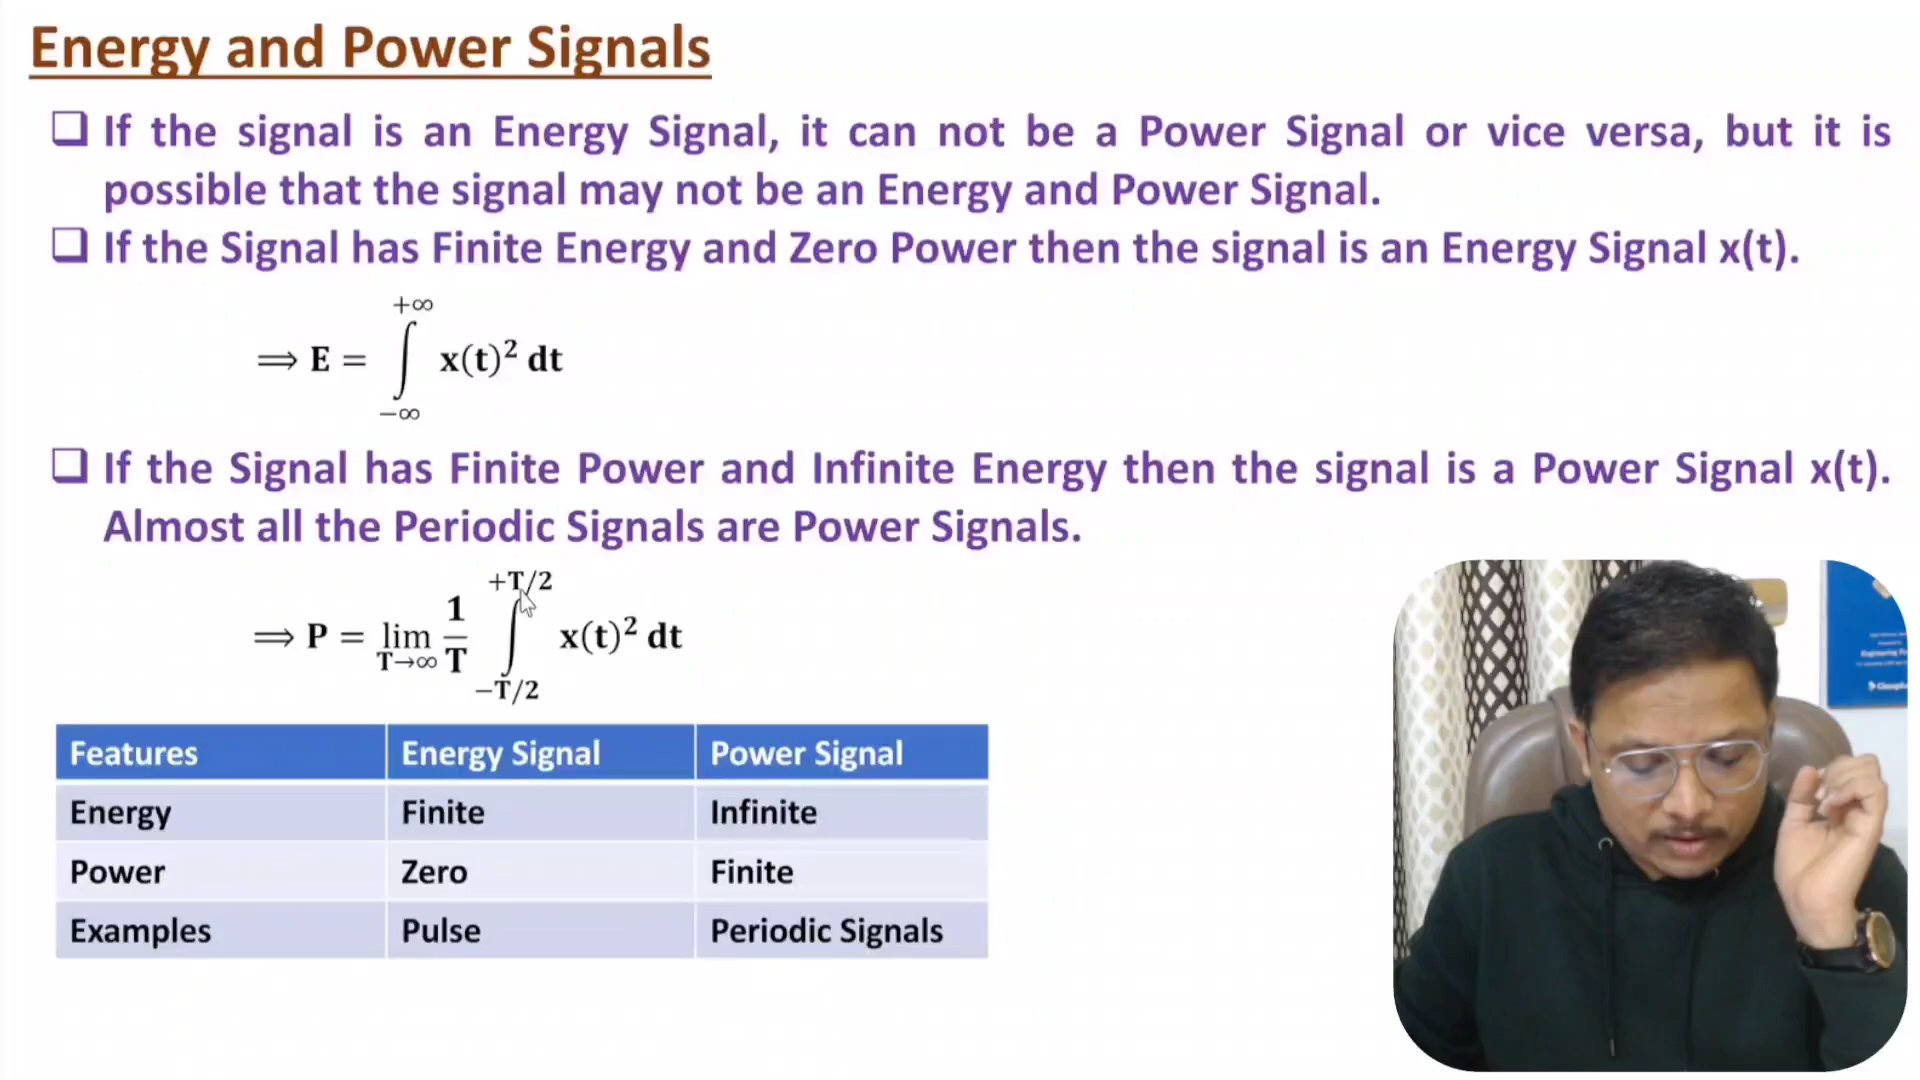 Energy and Power Signals
❑ If the signal is an Energy Signal, it can not be a Power Signal or vice versa, but it is
possible that the signal may not be an Energy and Power Signal.
❑ If the Signal has Finite Energy and Zero Power then the signal is an Energy Signal x(t).
⟹ E = ∫_{−∞}^{+∞} x(t)² dt
❑ If the Signal has Finite Power and Infinite Energy then the signal is a Power Signal x(t).
Almost all the Periodic Signals are Power Signals.
⟹ P = lim_{T→∞} 1/T ∫_{−T/2}^{+T/2} x(t)² dt
Features Energy Signal Power Signal
Energy Finite Infinite
Power Zero Finite
Examples Pulse Periodic Signals